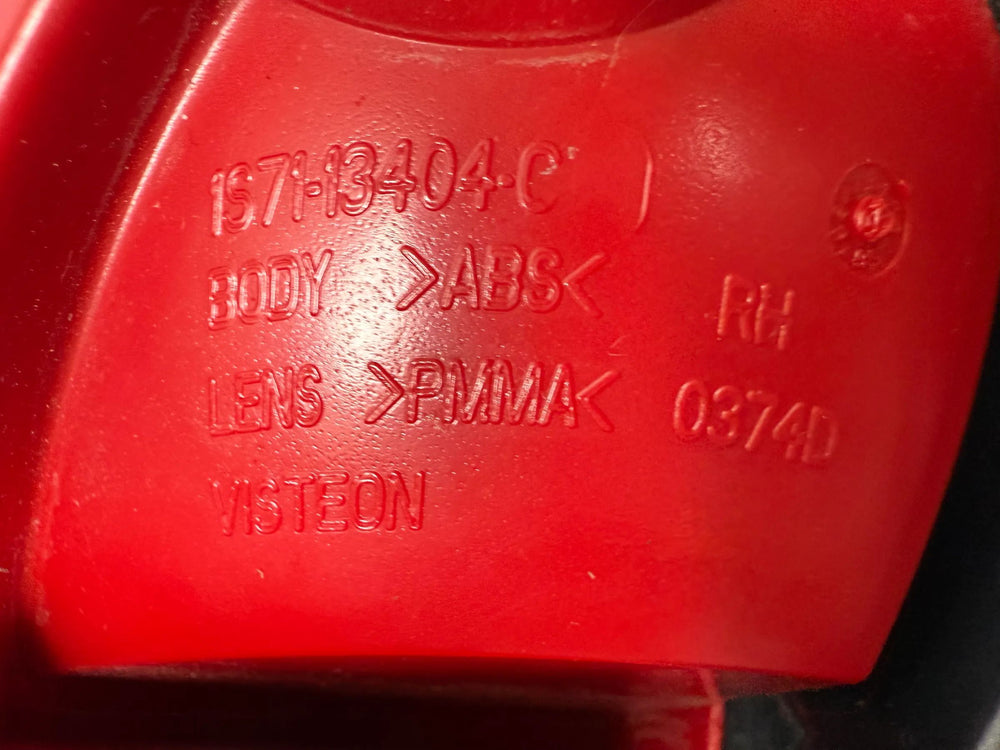 1S71-13404-C
BODY >ABS<
RH
LENS >PMMA<
0374D
VISTEON